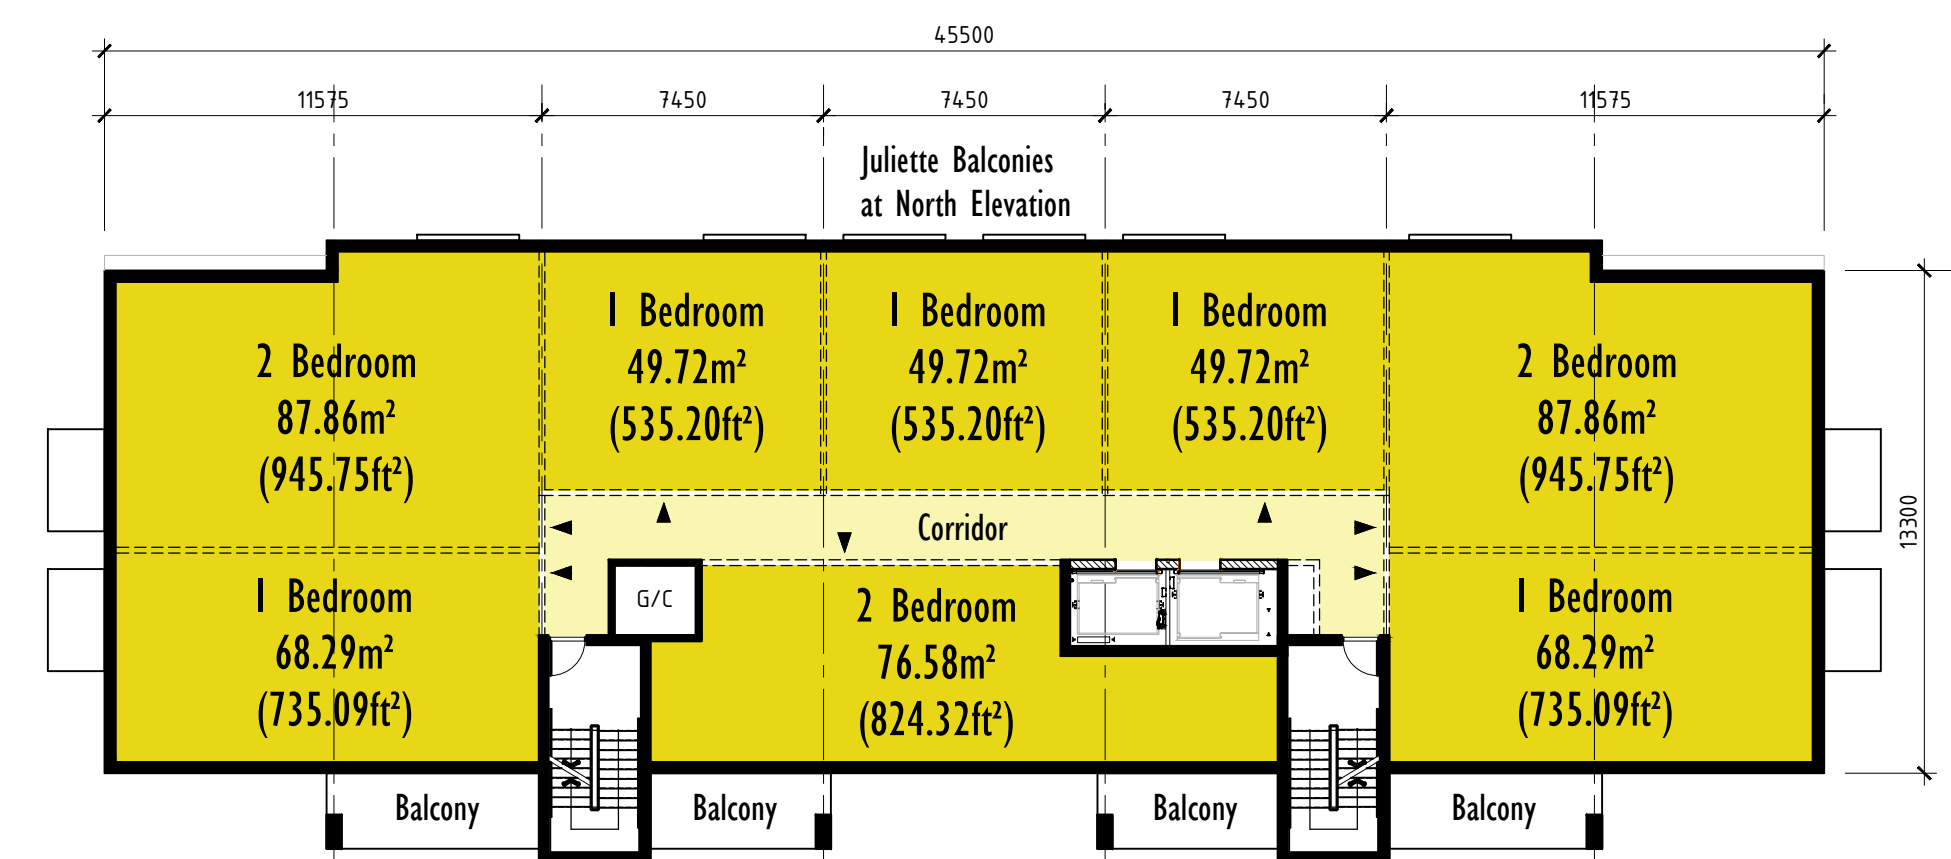 45500
11575
7450
7450
7450
11575
Juliette Balconies
at North Elevation
1 Bedroom
49.72m²
(535.20ft²)
1 Bedroom
49.72m²
(535.20ft²)
1 Bedroom
49.72m²
(535.20ft²)
2 Bedroom
87.86m²
(945.75ft²)
2 Bedroom
87.86m²
(945.75ft²)
13300
Corridor
G/C
1 Bedroom
68.29m²
(735.09ft²)
2 Bedroom
76.58m²
(824.32ft²)
1 Bedroom
68.29m²
(735.09ft²)
Balcony
Balcony
Balcony
Balcony